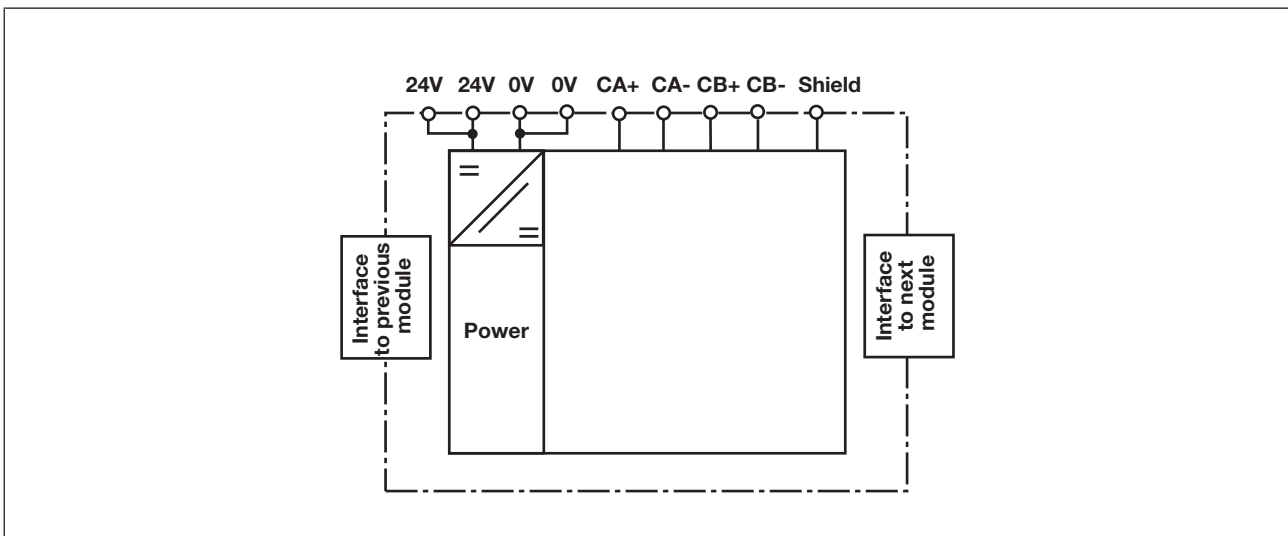 24V 24V 0V 0V CA+ CA- CB+ CB- Shield
Interface
to previous
module
Power
Interface
to next
module